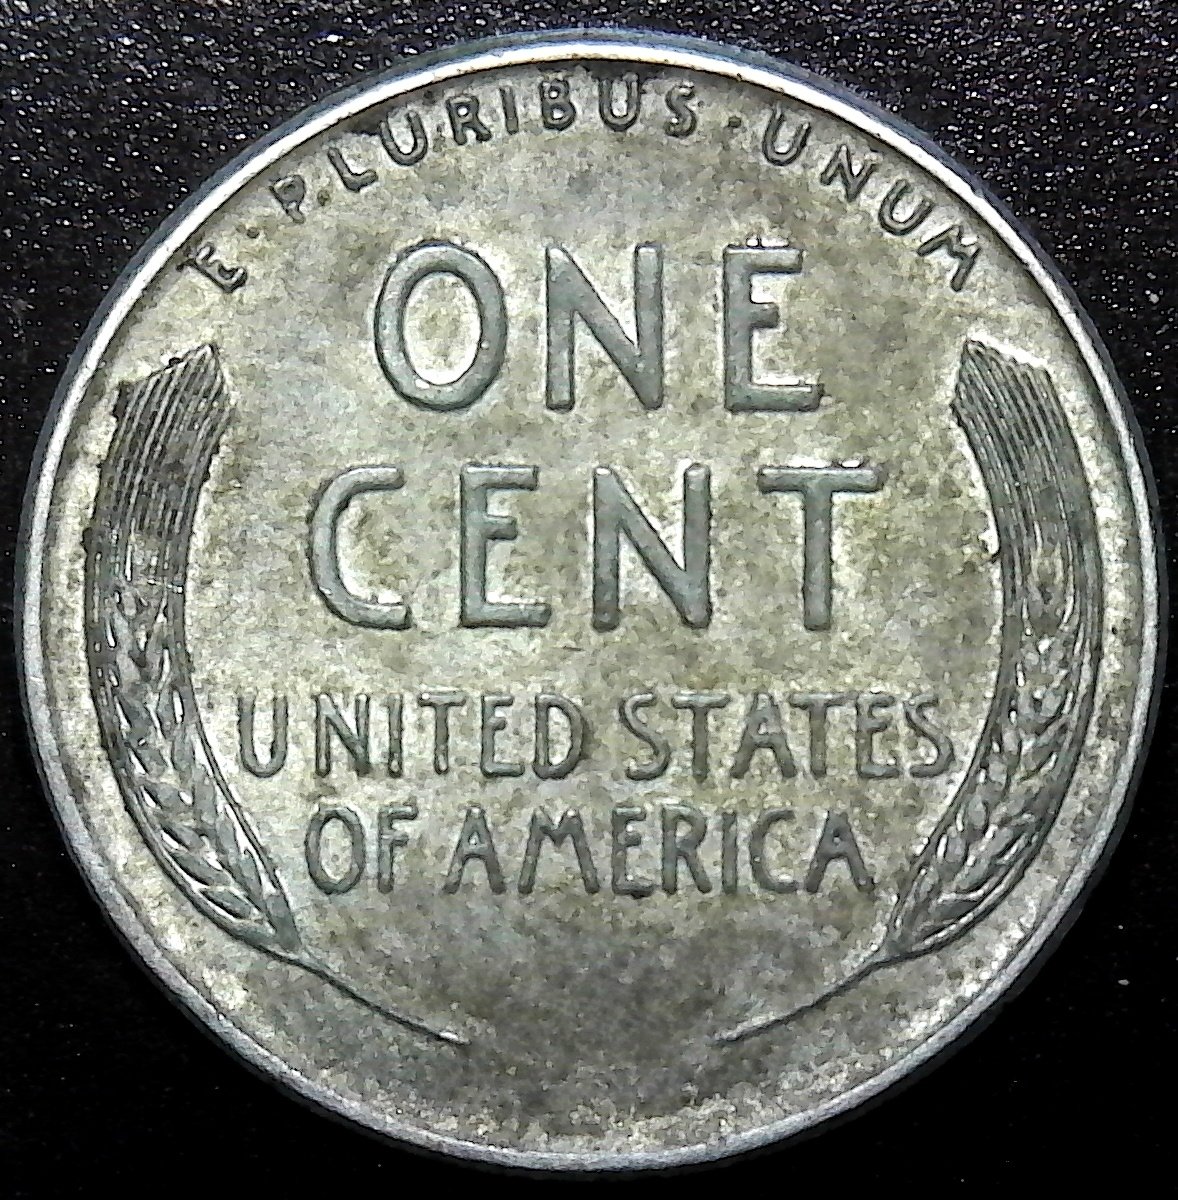 E·PLURIBUS·UNUM
ONE
CENT
UNITED STATES
OF AMERICA